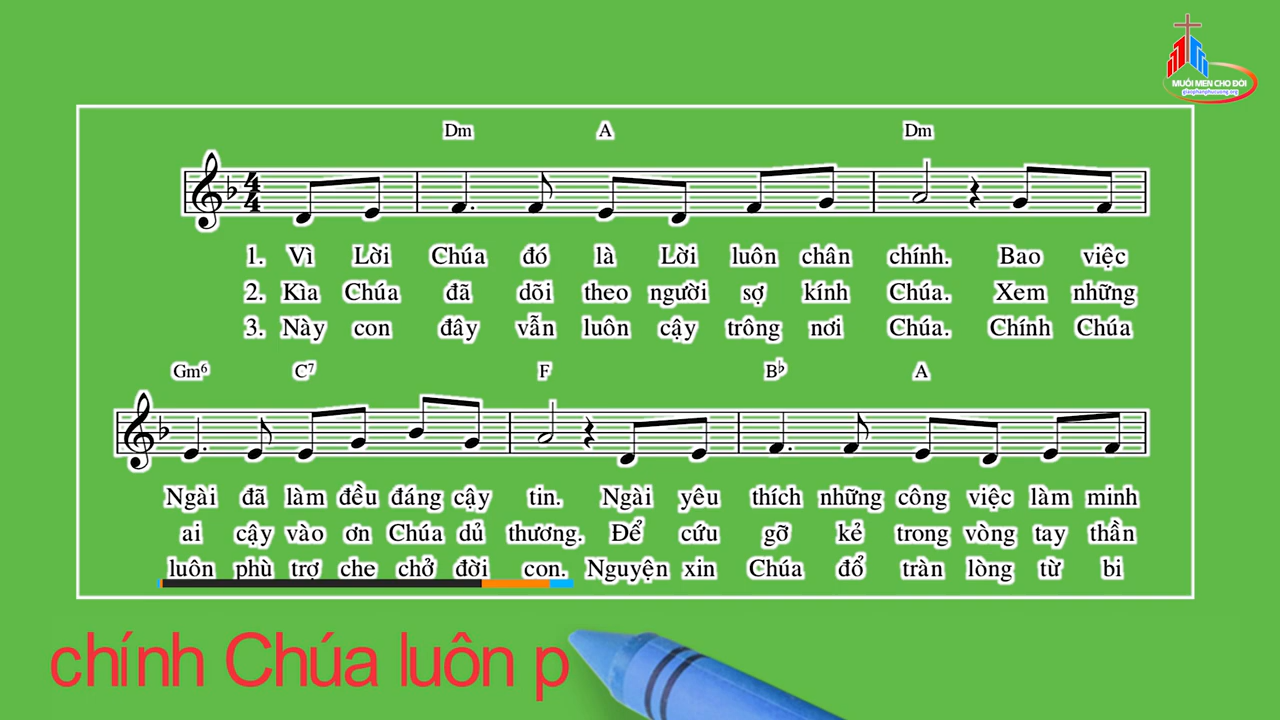 MUỐI MEN CHO ĐỜI
giaophanphucuong.org
Dm A Dm
4
4
1. Vì Lời Chúa đó là Lời luôn chân chính. Bao việc
2. Kìa Chúa đã dõi theo người sợ kính Chúa. Xem những
3. Này con đây vẫn luôn cậy trông nơi Chúa. Chính Chúa
Gm6 C7 F B♭ A
Ngài đã làm đều đáng cậy tin. Ngài yêu thích những công việc làm minh
ai cậy vào ơn Chúa dủ thương. Để cứu gỡ kẻ trong vòng tay thần
luôn phù trợ che chở đời con. Nguyện xin Chúa đổ tràn lòng từ bi
chính Chúa luôn p